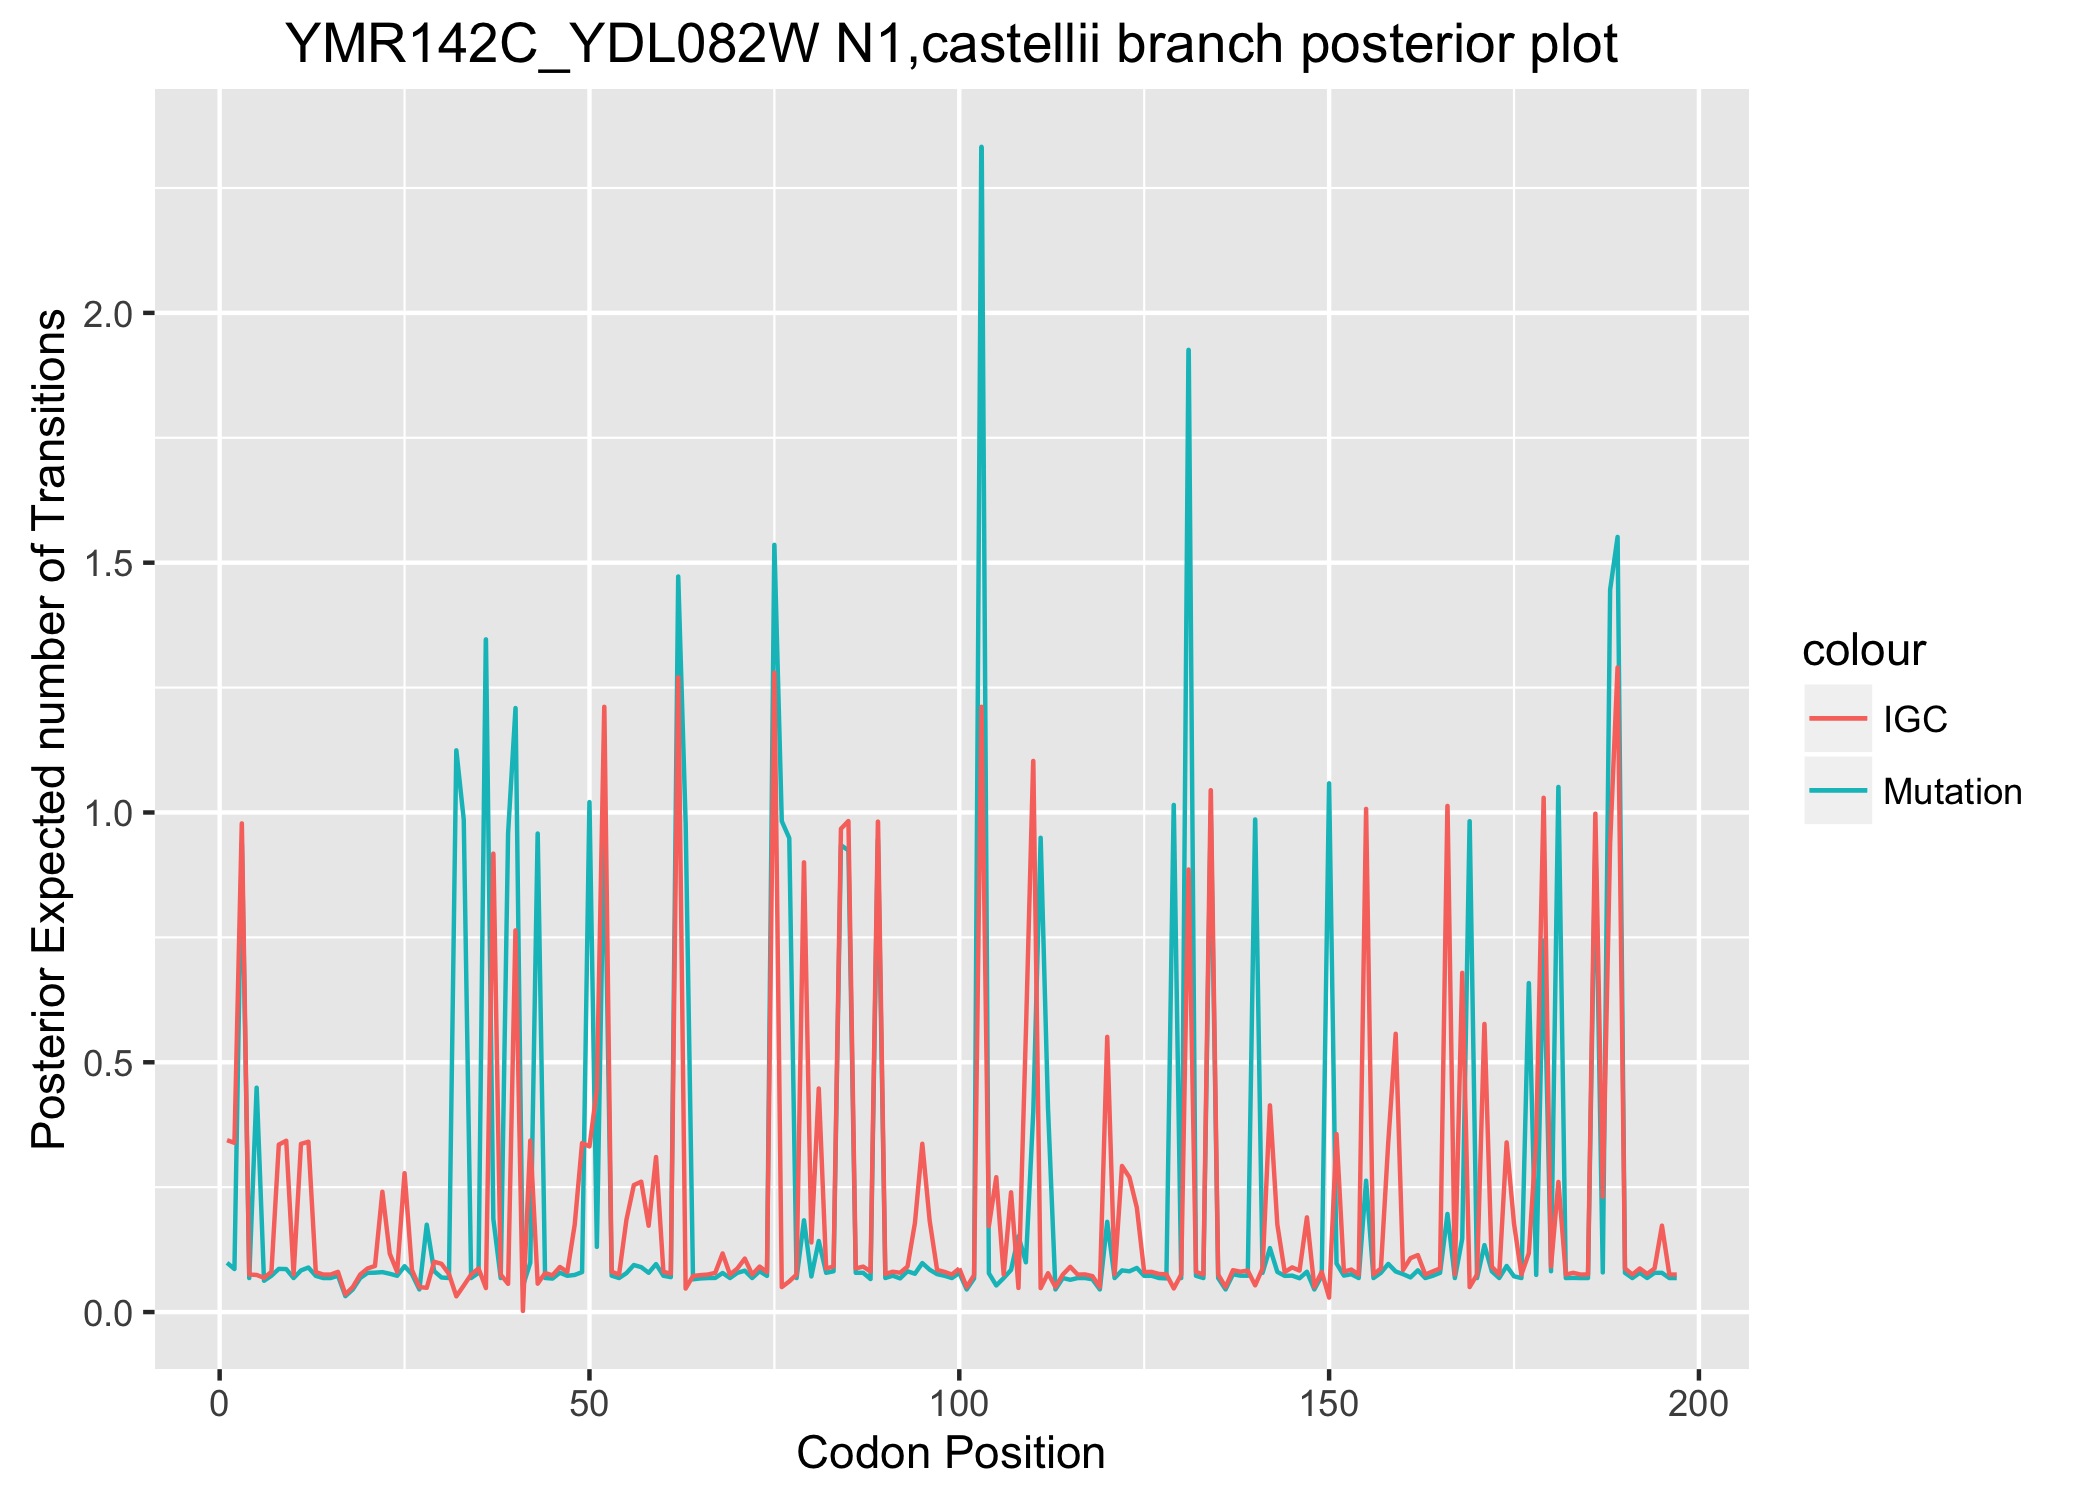 YMR142C_YDL082W N1,castellii branch posterior plot
Posterior Expected number of Transitions
2.0
1.5
1.0
0.5
0.0
0 50 100 150 200
Codon Position
colour
IGC
Mutation